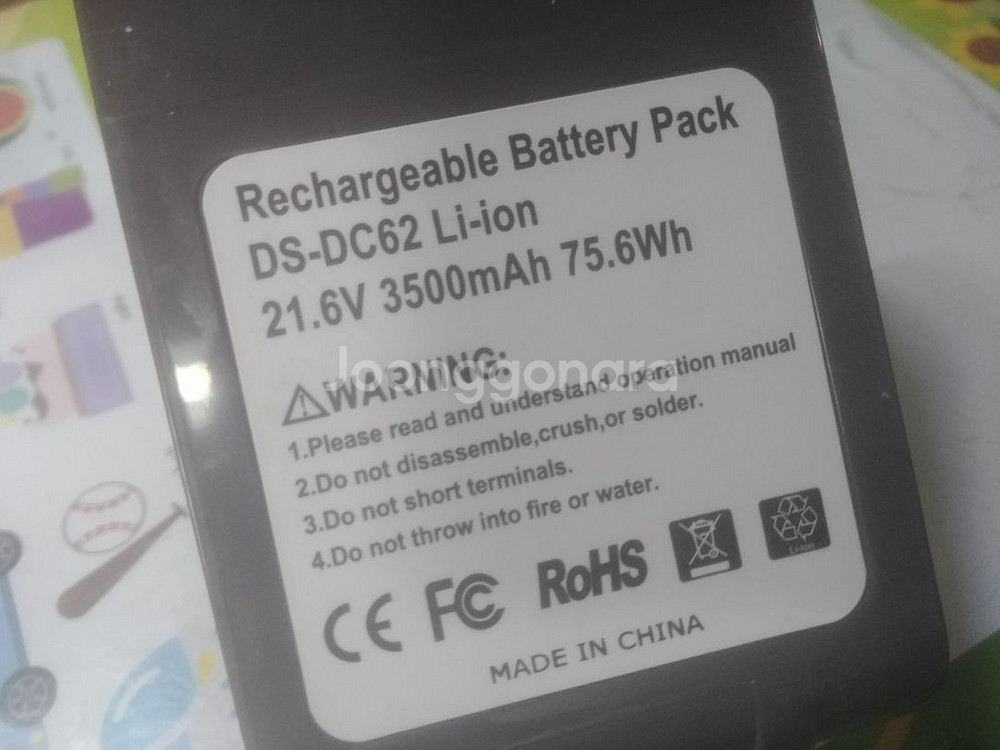 Rechargeable Battery Pack
DS-DC62 Li-ion
21.6V 3500mAh 75.6Wh
WARNING:
Joonggonara
1.Please read and understand operation manual
2.Do not disassemble,crush,or solder.
3.Do not short terminals.
4.Do not throw into fire or water.
CE FC RoHS
Li-ion
MADE IN CHINA